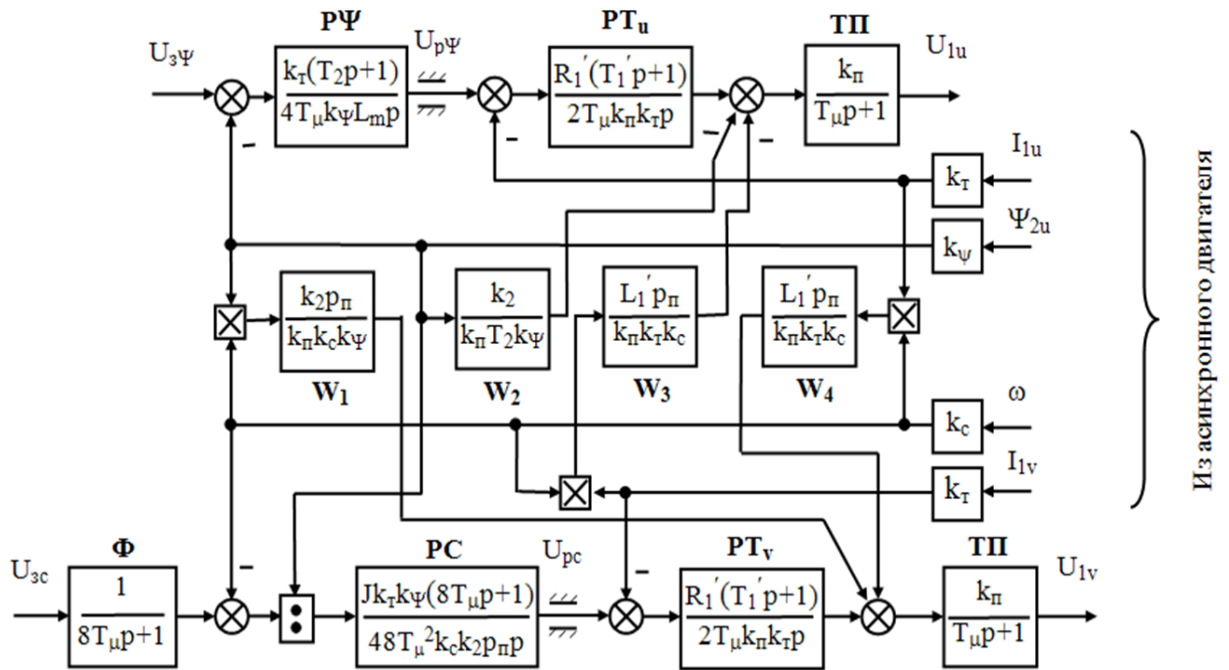 РΨ
РТu
ТП
UзΨ
kт(T2p+1)
4TμkΨLmp
UрΨ
R1′(T1′p+1)
2Tμkпkтp
kп
Tμp+1
U1u
–
–
–
–
kт
I1u
kψ
Ψ2u
k2pп
kпkckΨ
W1
k2
kпT2kΨ
W2
L1′pп
kпkтkc
W3
L1′pп
kпkтkc
W4
kc
ω
kт
I1v
Из асинхронного двигателя
Ф
РС
РТv
ТП
Uзс
1
8Tμp+1
–
Jkтkψ(8Tμp+1)
48Tμ²kck2pпp
Uрс
–
R1′(T1′p+1)
2Tμkпkтp
kп
Tμp+1
U1v